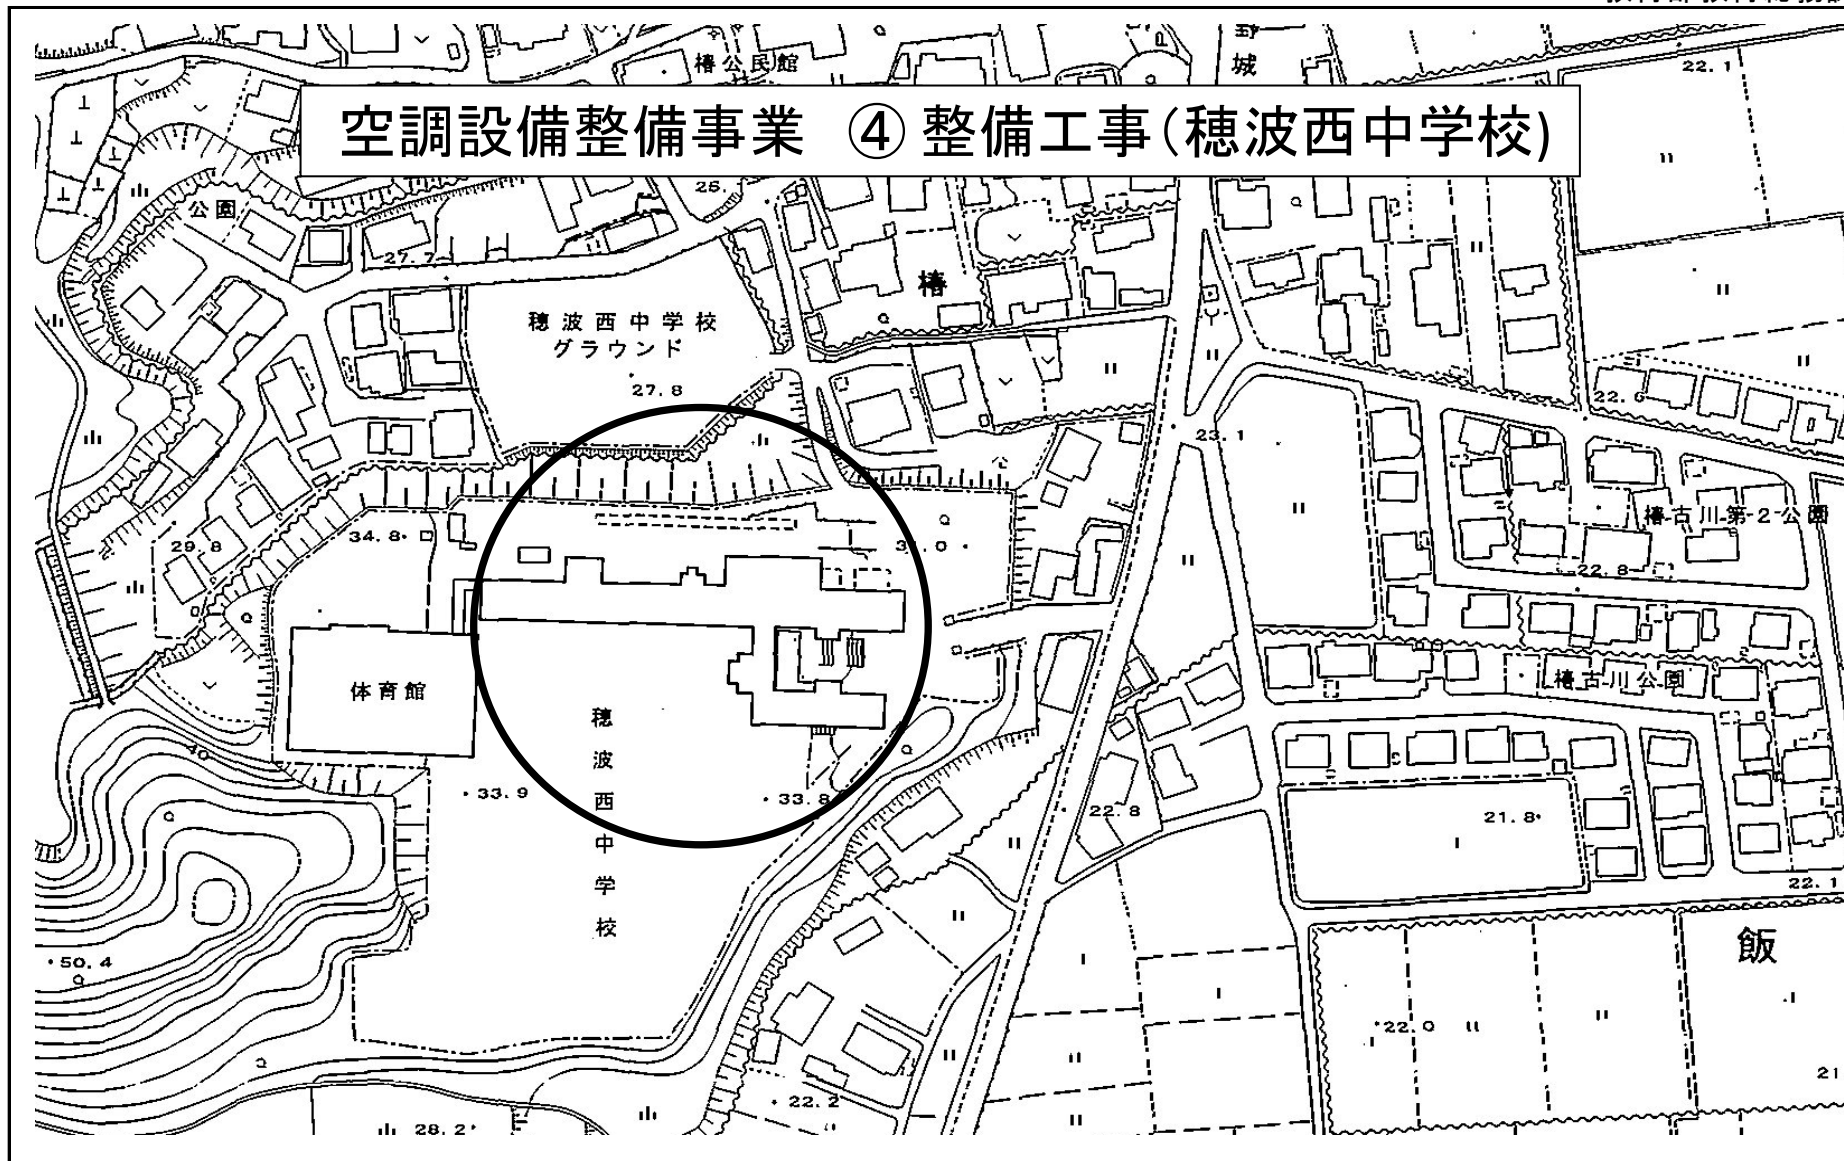 椿公民館
野
城
22.1
空調設備整備事業 ④ 整備工事(穂波西中学校)
公園
25.
27.7
椿
穂波西中学校
グラウンド
27.8
22.6
23.1
椿古川第2公園
29.8
34.8
22.8
体育館
椿古川公園
穂波西中学校
40
33.9
33.8
22.8
21.8
22.1
50.4
飯
22.0
21
22.2
28.2